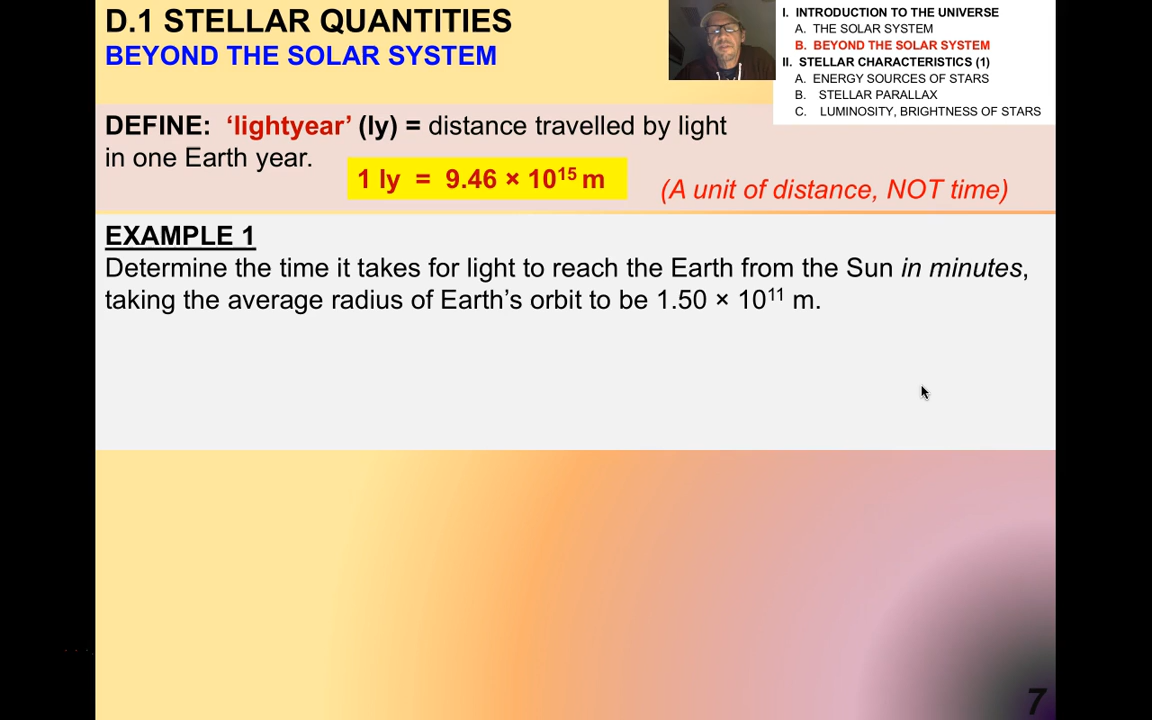 D.1 STELLAR QUANTITIES
BEYOND THE SOLAR SYSTEM
I. INTRODUCTION TO THE UNIVERSE
A. THE SOLAR SYSTEM
B. BEYOND THE SOLAR SYSTEM
II. STELLAR CHARACTERISTICS (1)
A. ENERGY SOURCES OF STARS
B. STELLAR PARALLAX
C. LUMINOSITY, BRIGHTNESS OF STARS
DEFINE: ‘lightyear’ (ly) = distance travelled by light
in one Earth year.
1 ly = 9.46 × 10¹⁵ m
(A unit of distance, NOT time)
EXAMPLE 1
Determine the time it takes for light to reach the Earth from the Sun in minutes,
taking the average radius of Earth’s orbit to be 1.50 × 10¹¹ m.
7